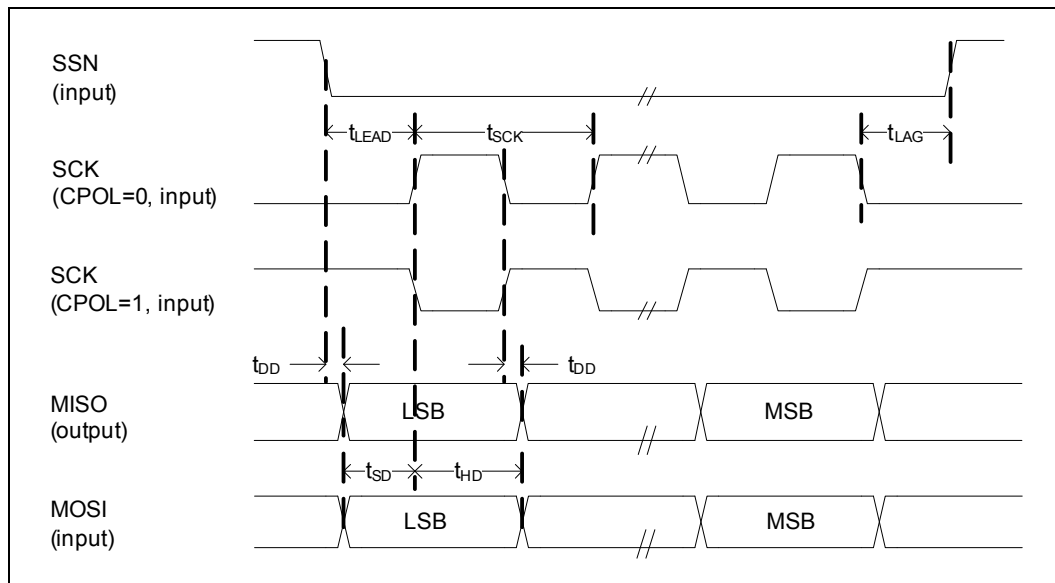 SSN
(input)
tLEAD
tSCK
tLAG
SCK
(CPOL=0, input)
SCK
(CPOL=1, input)
tDD
tDD
MISO
(output)
LSB
MSB
tSD
tHD
MOSI
(input)
LSB
MSB